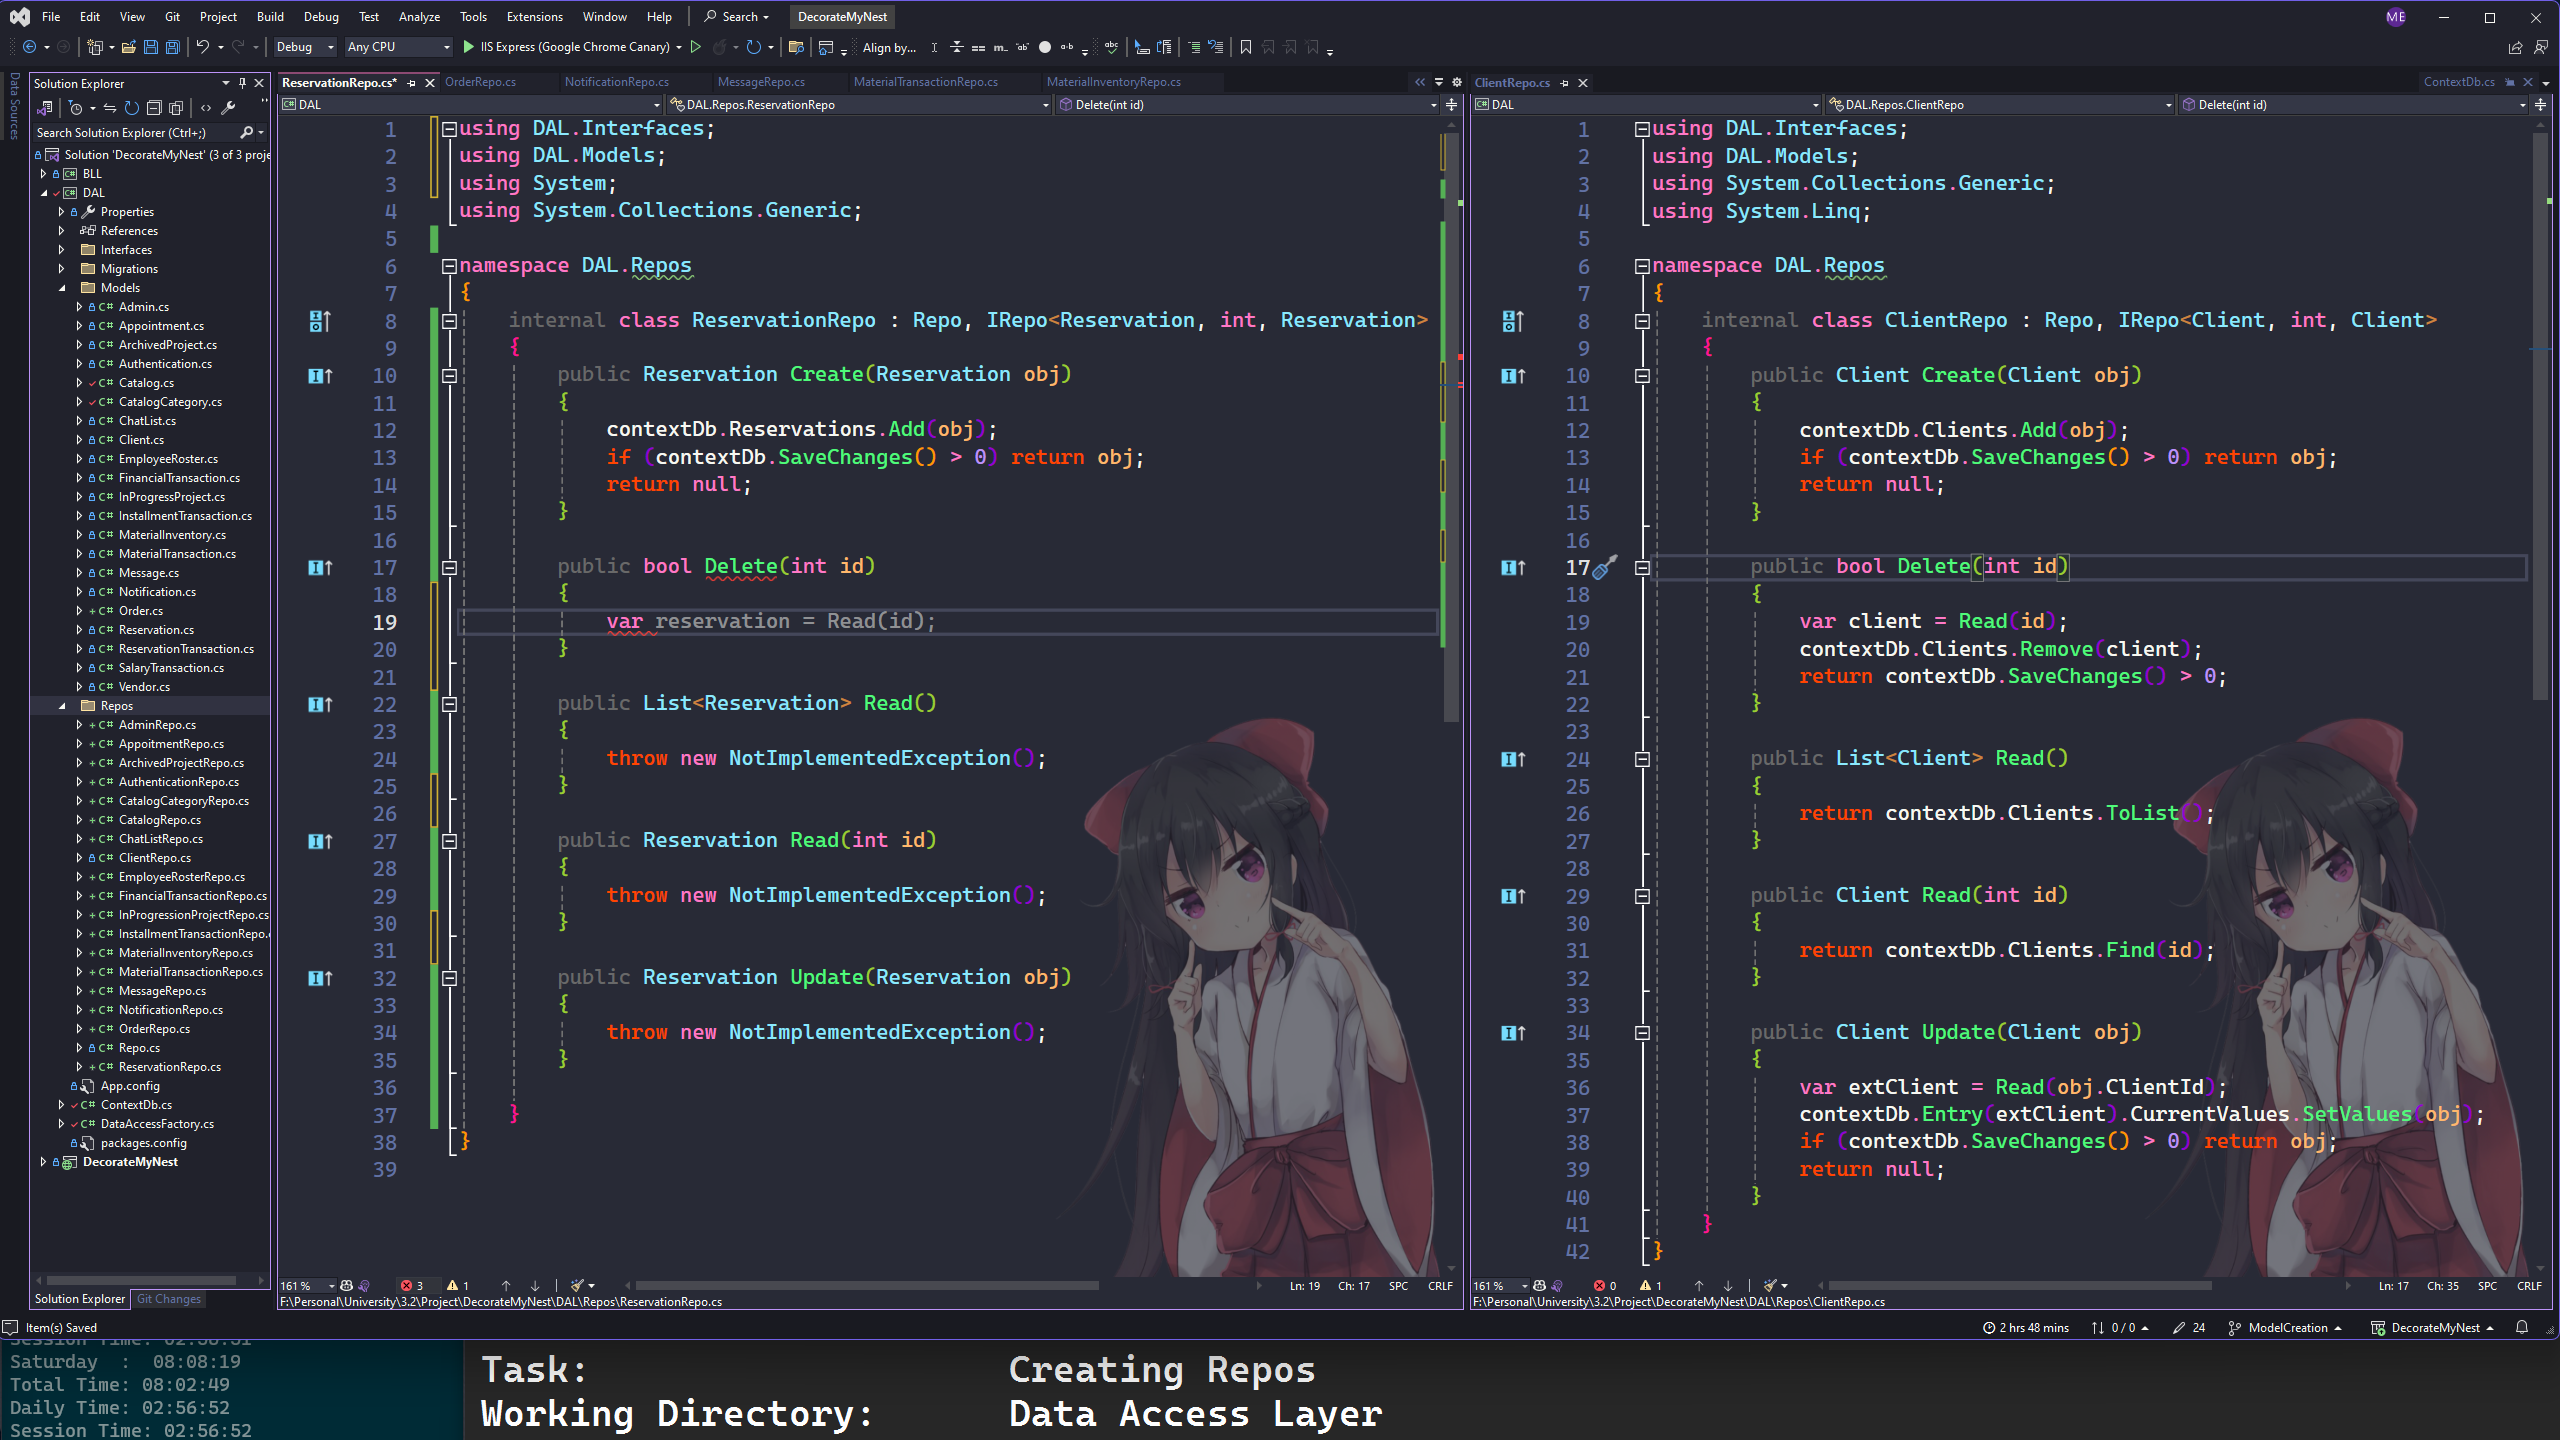 File Edit View Git Project Build Debug Test Analyze Tools Extensions Window Help Search DecorateMyNest ME
Debug Any CPU IIS Express (Google Chrome Canary) Align by...
Data Sources
Solution Explorer
Search Solution Explorer (Ctrl+;)
Solution 'DecorateMyNest' (3 of 3 proje
BLL
DAL
Properties
References
Interfaces
Migrations
Models
Admin.cs
Appointment.cs
ArchivedProject.cs
Authentication.cs
Catalog.cs
CatalogCategory.cs
ChatList.cs
Client.cs
EmployeeRoster.cs
FinancialTransaction.cs
InProgressProject.cs
InstallmentTransaction.cs
MaterialInventory.cs
MaterialTransaction.cs
Message.cs
Notification.cs
Order.cs
Reservation.cs
ReservationTransaction.cs
SalaryTransaction.cs
Vendor.cs
Repos
AdminRepo.cs
AppoitmentRepo.cs
ArchivedProjectRepo.cs
AuthenticationRepo.cs
CatalogCategoryRepo.cs
CatalogRepo.cs
ChatListRepo.cs
ClientRepo.cs
EmployeeRosterRepo.cs
FinancialTransactionRepo.cs
InProgressionProjectRepo.cs
InstallmentTransactionRepo.
MaterialInventoryRepo.cs
MaterialTransactionRepo.cs
MessageRepo.cs
NotificationRepo.cs
OrderRepo.cs
Repo.cs
ReservationRepo.cs
App.config
ContextDb.cs
DataAccessFactory.cs
packages.config
DecorateMyNest
Solution Explorer Git Changes
ReservationRepo.cs* OrderRepo.cs NotificationRepo.cs MessageRepo.cs MaterialTransactionRepo.cs MaterialInventoryRepo.cs
DAL DAL.Repos.ReservationRepo Delete(int id)
1 using DAL.Interfaces;
2 using DAL.Models;
3 using System;
4 using System.Collections.Generic;
5
6 namespace DAL.Repos
7 {
8 internal class ReservationRepo : Repo, IRepo<Reservation, int, Reservation>
9 {
10 public Reservation Create(Reservation obj)
11 {
12 contextDb.Reservations.Add(obj);
13 if (contextDb.SaveChanges() > 0) return obj;
14 return null;
15 }
16
17 public bool Delete(int id)
18 {
19 var reservation = Read(id);
20 }
21
22 public List<Reservation> Read()
23 {
24 throw new NotImplementedException();
25 }
26
27 public Reservation Read(int id)
28 {
29 throw new NotImplementedException();
30 }
31
32 public Reservation Update(Reservation obj)
33 {
34 throw new NotImplementedException();
35 }
36
37 }
38 }
39
161 % 3 1 Ln: 19 Ch: 17 SPC CRLF
F:\Personal\University\3.2\Project\DecorateMyNest\DAL\Repos\ReservationRepo.cs
ClientRepo.cs ContextDb.cs
DAL DAL.Repos.ClientRepo Delete(int id)
1 using DAL.Interfaces;
2 using DAL.Models;
3 using System.Collections.Generic;
4 using System.Linq;
5
6 namespace DAL.Repos
7 {
8 internal class ClientRepo : Repo, IRepo<Client, int, Client>
9 {
10 public Client Create(Client obj)
11 {
12 contextDb.Clients.Add(obj);
13 if (contextDb.SaveChanges() > 0) return obj;
14 return null;
15 }
16
17 public bool Delete(int id)
18 {
19 var client = Read(id);
20 contextDb.Clients.Remove(client);
21 return contextDb.SaveChanges() > 0;
22 }
23
24 public List<Client> Read()
25 {
26 return contextDb.Clients.ToList();
27 }
28
29 public Client Read(int id)
30 {
31 return contextDb.Clients.Find(id);
32 }
33
34 public Client Update(Client obj)
35 {
36 var extClient = Read(obj.ClientId);
37 contextDb.Entry(extClient).CurrentValues.SetValues(obj);
38 if (contextDb.SaveChanges() > 0) return obj;
39 return null;
40 }
41 }
42 }
161 % 0 1 Ln: 17 Ch: 35 SPC CRLF
F:\Personal\University\3.2\Project\DecorateMyNest\DAL\Repos\ClientRepo.cs
Item(s) Saved 2 hrs 48 mins 0 / 0 24 ModelCreation DecorateMyNest
Saturday : 08:08:19
Total Time: 08:02:49
Daily Time: 02:56:52
Session Time: 02:56:52
Task: Creating Repos
Working Directory: Data Access Layer